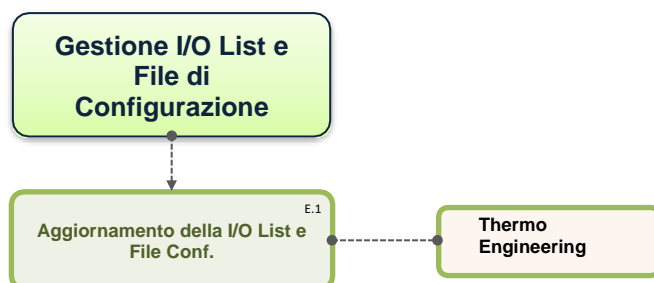 Gestione I/O List e
File di
Configurazione
E.1
Aggiornamento della I/O List e
File Conf.
Thermo
Engineering